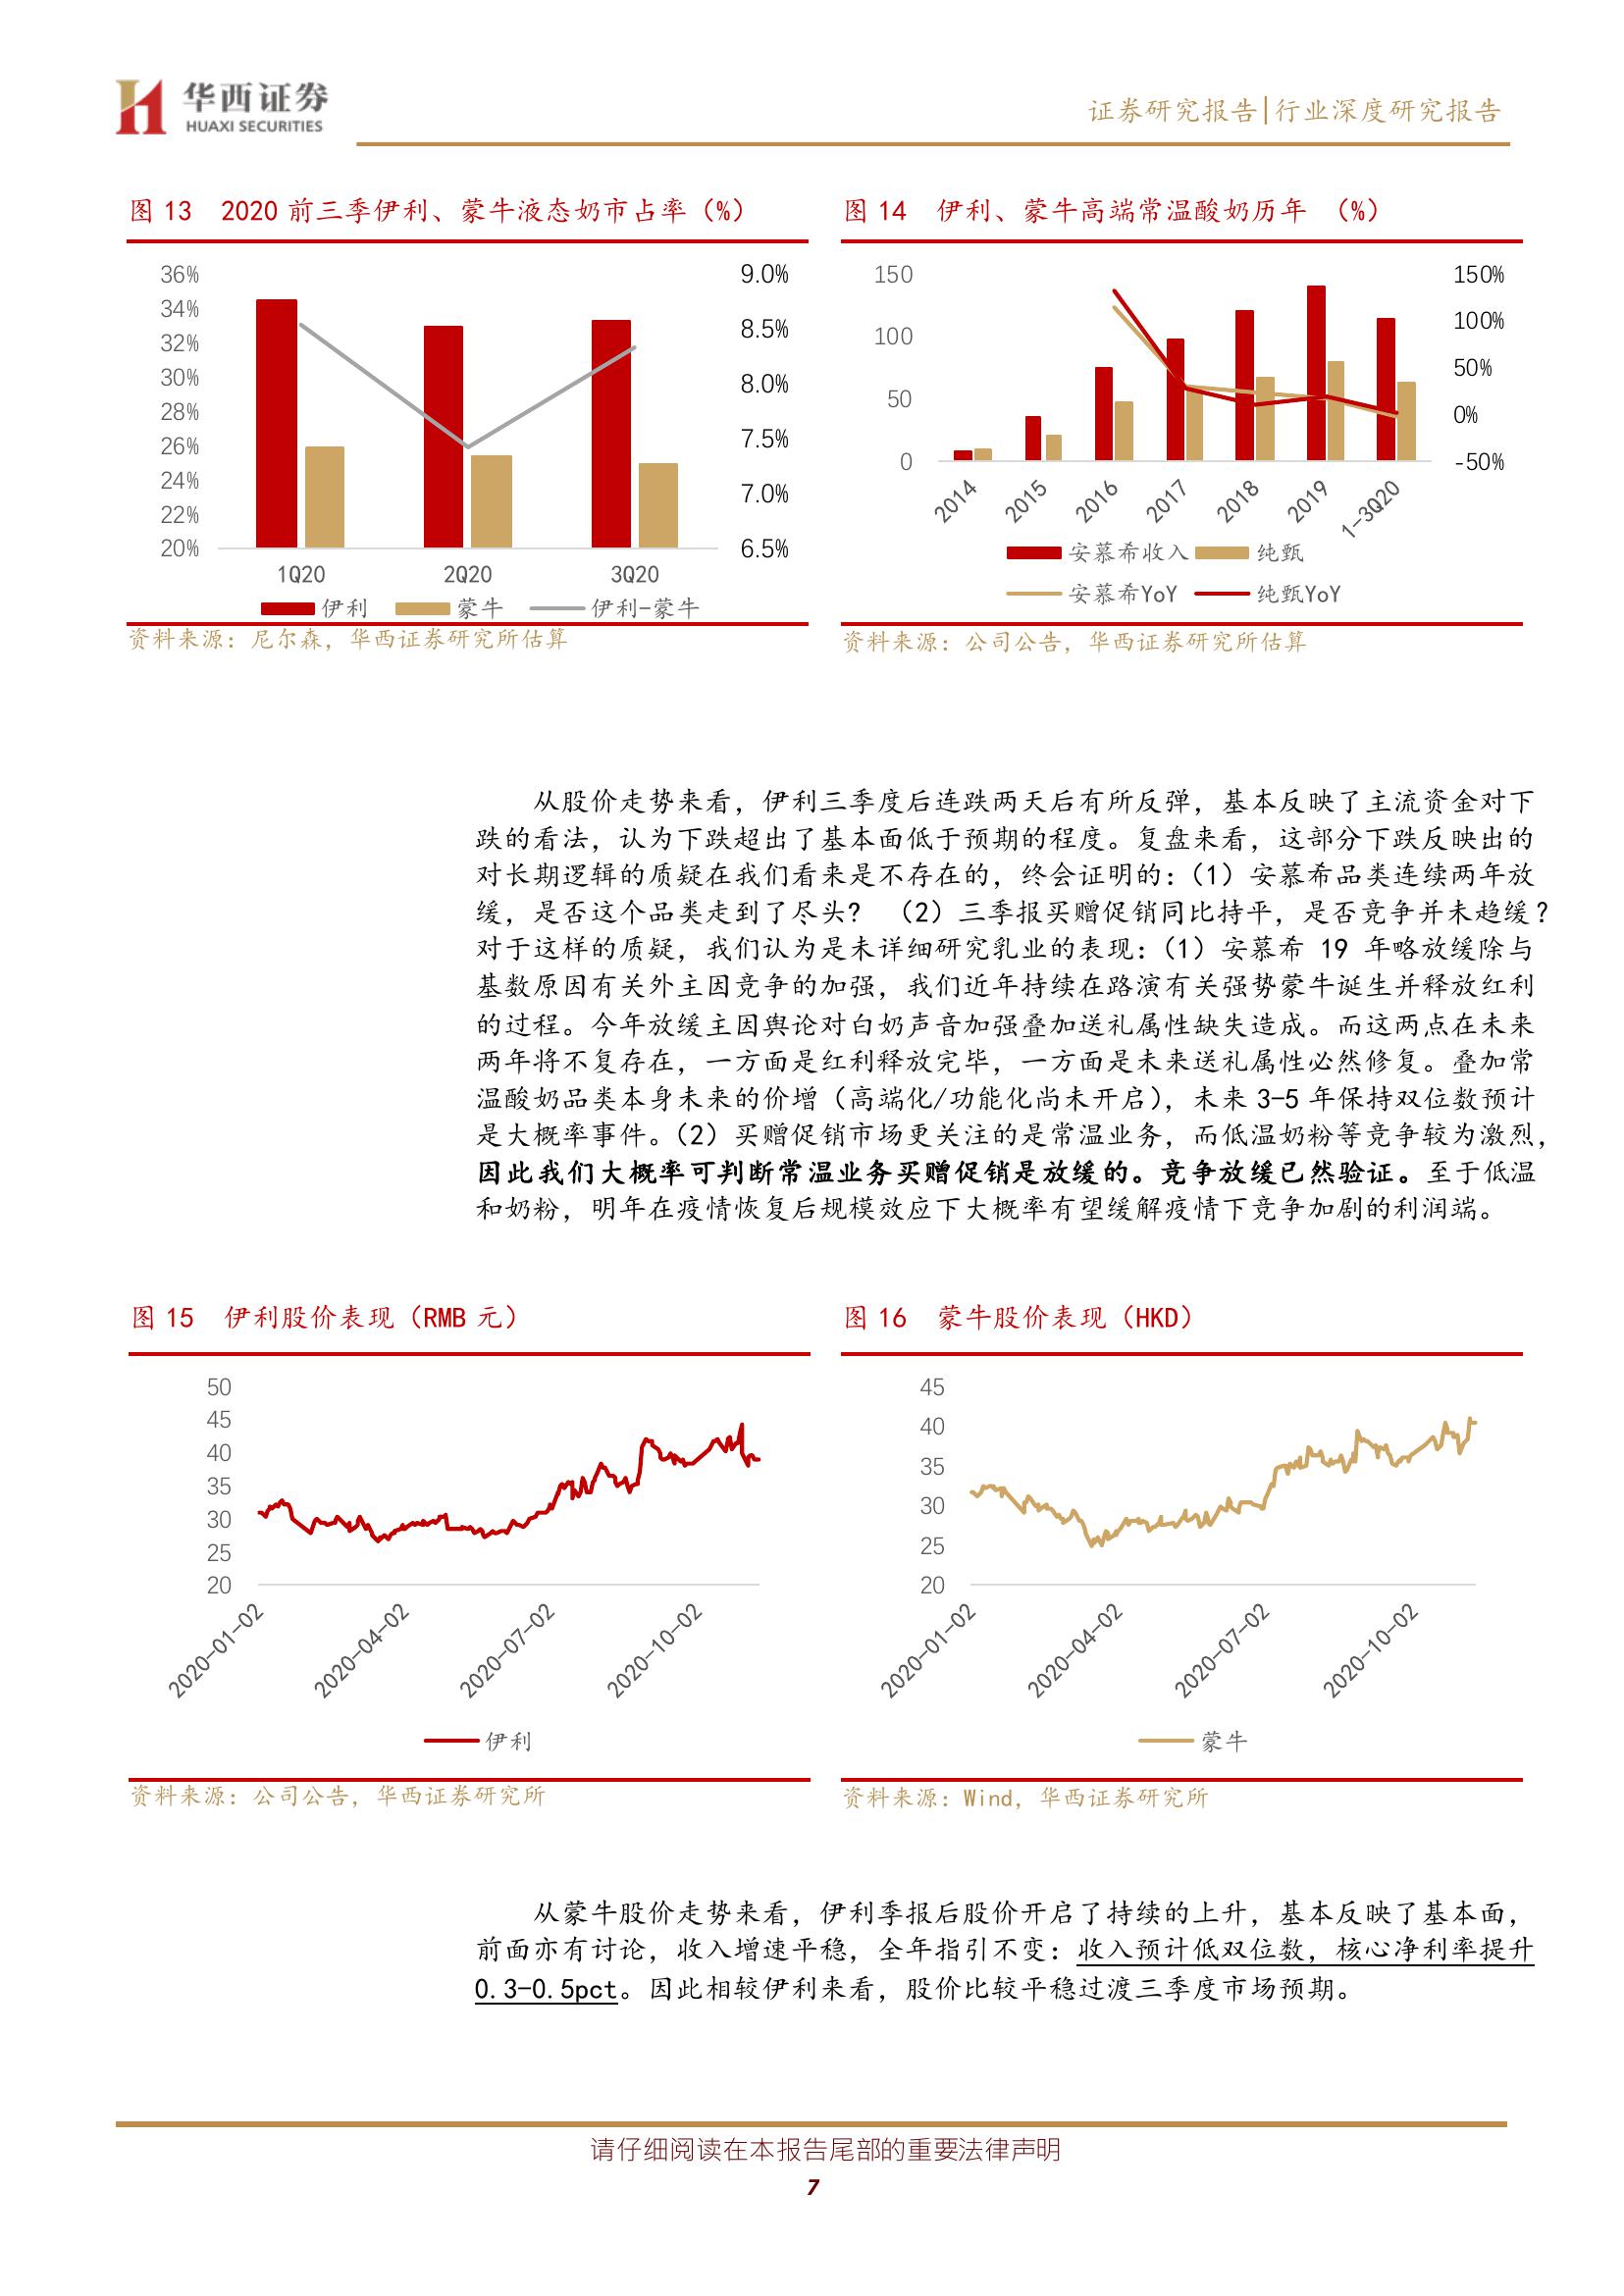 华西证券
HUAXI SECURITIES
证券研究报告|行业深度研究报告
图 13 2020 前三季伊利、蒙牛液态奶市占率（%）
36%
34%
32%
30%
28%
26%
24%
22%
20%
9.0%
8.5%
8.0%
7.5%
7.0%
6.5%
1Q20 2Q20 3Q20
伊利 蒙牛 伊利-蒙牛
资料来源：尼尔森，华西证券研究所估算
图 14 伊利、蒙牛高端常温酸奶历年 （%）
150
100
50
0
150%
100%
50%
0%
-50%
2014 2015 2016 2017 2018 2019 1-3Q20
安慕希收入 纯甄
安慕希YoY 纯甄YoY
资料来源：公司公告，华西证券研究所估算
从股价走势来看，伊利三季度后连跌两天后有所反弹，基本反映了主流资金对下
跌的看法，认为下跌超出了基本面低于预期的程度。复盘来看，这部分下跌反映出的
对长期逻辑的质疑在我们看来是不存在的，终会证明的：（1）安慕希品类连续两年放
缓，是否这个品类走到了尽头? （2）三季报买赠促销同比持平，是否竞争并未趋缓？
对于这样的质疑，我们认为是未详细研究乳业的表现：（1）安慕希 19 年略放缓除与
基数原因有关外主因竞争的加强，我们近年持续在路演有关强势蒙牛诞生并释放红利
的过程。今年放缓主因舆论对白奶声音加强叠加送礼属性缺失造成。而这两点在未来
两年将不复存在，一方面是红利释放完毕，一方面是未来送礼属性必然修复。叠加常
温酸奶品类本身未来的价增（高端化/功能化尚未开启），未来 3-5 年保持双位数预计
是大概率事件。（2）买赠促销市场更关注的是常温业务，而低温奶粉等竞争较为激烈，
因此我们大概率可判断常温业务买赠促销是放缓的。竞争放缓已然验证。至于低温
和奶粉，明年在疫情恢复后规模效应下大概率有望缓解疫情下竞争加剧的利润端。
图 15 伊利股价表现（RMB 元）
50
45
40
35
30
25
20
2020-01-02 2020-04-02 2020-07-02 2020-10-02
伊利
资料来源：公司公告，华西证券研究所
图 16 蒙牛股价表现（HKD）
45
40
35
30
25
20
2020-01-02 2020-04-02 2020-07-02 2020-10-02
蒙牛
资料来源：Wind，华西证券研究所
从蒙牛股价走势来看，伊利季报后股价开启了持续的上升，基本反映了基本面，
前面亦有讨论，收入增速平稳，全年指引不变：收入预计低双位数，核心净利率提升
0.3-0.5pct。因此相较伊利来看，股价比较平稳过渡三季度市场预期。
请仔细阅读在本报告尾部的重要法律声明
7